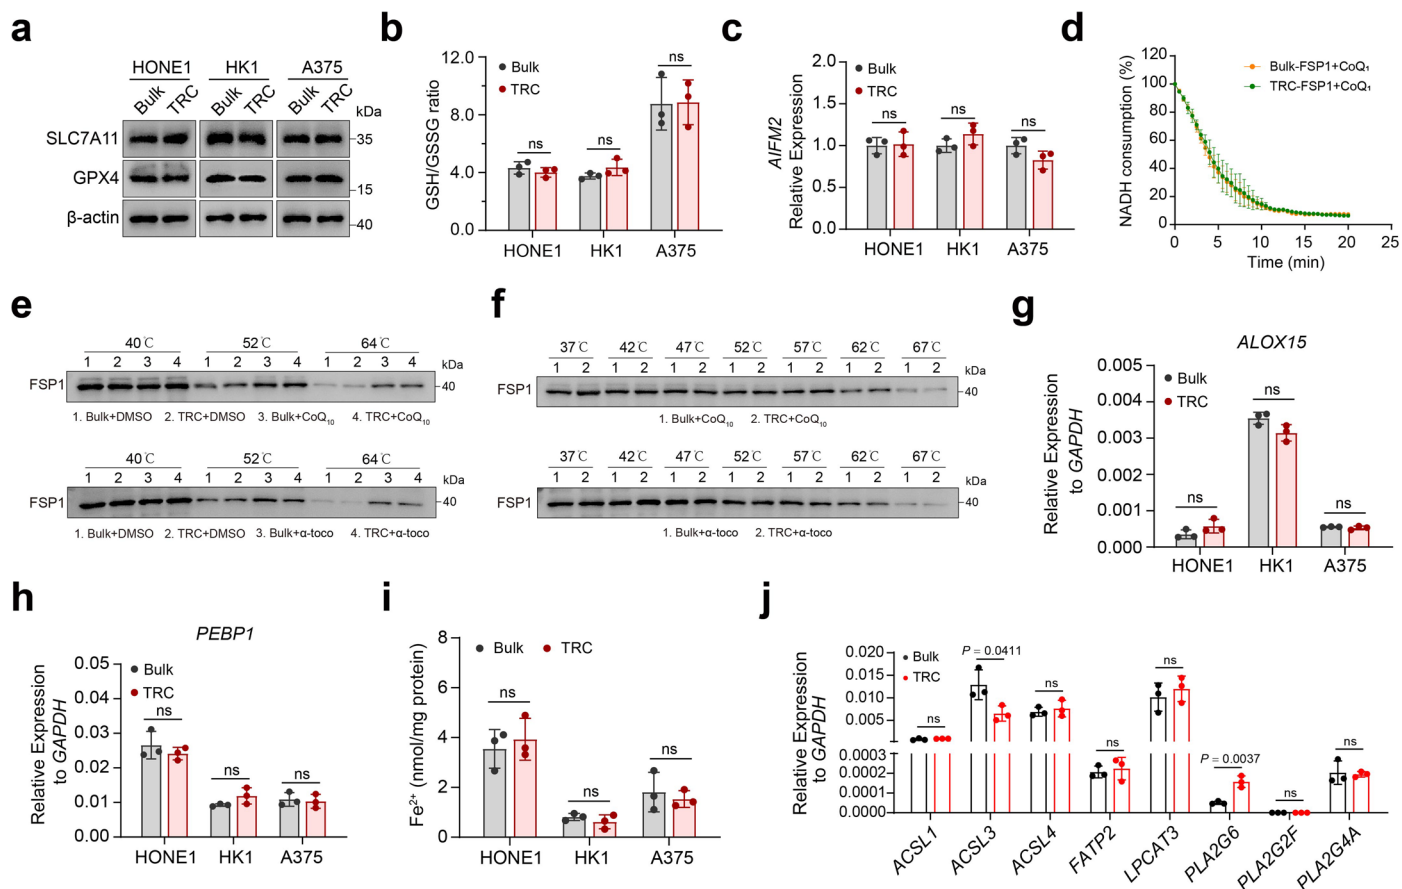 a
HONE1 HK1 A375
Bulk TRC Bulk TRC Bulk TRC
kDa
SLC7A11 35
GPX4 15
β-actin 40
b
GSH/GSSG ratio
12.0
8.0
4.0
0.0
Bulk
TRC
ns ns ns
HONE1 HK1 A375
c
AIFM2
Relative Expression
2.0
1.5
1.0
0.5
0.0
Bulk
TRC
ns ns ns
HONE1 HK1 A375
d
NADH consumption (%)
120
100
80
60
40
20
0
Bulk-FSP1+CoQ₁
TRC-FSP1+CoQ₁
0 5 10 15 20 25
Time (min)
e
40℃ 52℃ 64℃
1 2 3 4 1 2 3 4 1 2 3 4 kDa
FSP1 40
1. Bulk+DMSO 2. TRC+DMSO 3. Bulk+CoQ₁₀ 4. TRC+CoQ₁₀
40℃ 52℃ 64℃
1 2 3 4 1 2 3 4 1 2 3 4 kDa
FSP1 40
1. Bulk+DMSO 2. TRC+DMSO 3. Bulk+α-toco 4. TRC+α-toco
f
37℃ 42℃ 47℃ 52℃ 57℃ 62℃ 67℃
1 2 1 2 1 2 1 2 1 2 1 2 1 2 kDa
FSP1 40
1. Bulk+CoQ₁₀ 2. TRC+CoQ₁₀
37℃ 42℃ 47℃ 52℃ 57℃ 62℃ 67℃
1 2 1 2 1 2 1 2 1 2 1 2 1 2 kDa
FSP1 40
1. Bulk+α-toco 2. TRC+α-toco
g
ALOX15
Relative Expression
to GAPDH
0.005
0.004
0.003
0.002
0.001
0.000
Bulk
TRC
ns ns ns
HONE1 HK1 A375
h
PEBP1
Relative Expression
to GAPDH
0.05
0.04
0.03
0.02
0.01
0.00
Bulk
TRC
ns ns ns
HONE1 HK1 A375
i
Fe²⁺ (nmol/mg protein)
8
6
4
2
0
Bulk TRC
ns ns ns
HONE1 HK1 A375
j
Relative Expression
to GAPDH
0.020
0.015
0.010
0.005
0.0003
0.0002
0.0001
0.0000
Bulk
TRC
ns P = 0.0411 ns ns ns P = 0.0037 ns ns
ACSL1 ACSL3 ACSL4 FATP2 LPCAT3 PLA2G6 PLA2G2F PLA2G4A